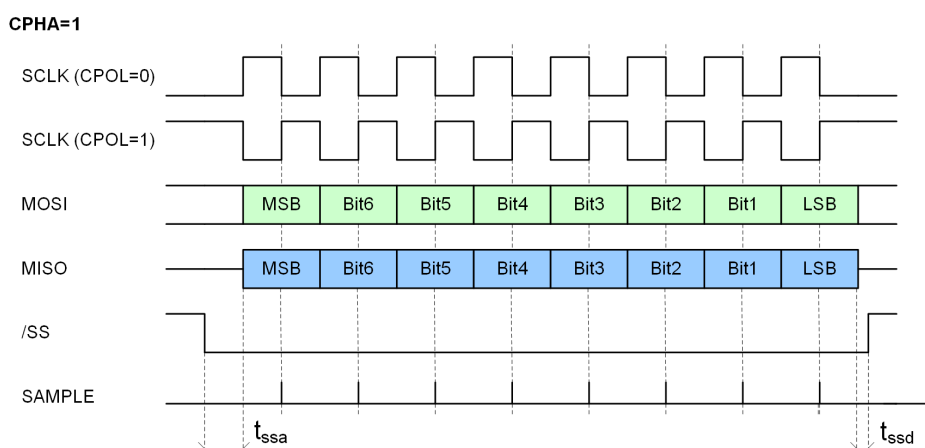 CPHA=1
SCLK (CPOL=0)
SCLK (CPOL=1)
MOSI MSB Bit6 Bit5 Bit4 Bit3 Bit2 Bit1 LSB
MISO MSB Bit6 Bit5 Bit4 Bit3 Bit2 Bit1 LSB
/SS
SAMPLE
tssa tssd